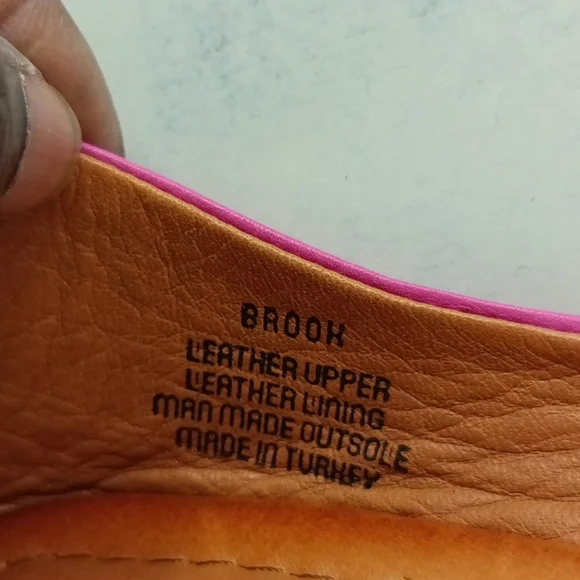 BROOK
LEATHER UPPER
LEATHER LINING
MAN MADE OUTSOLE
MADE IN TURKEY